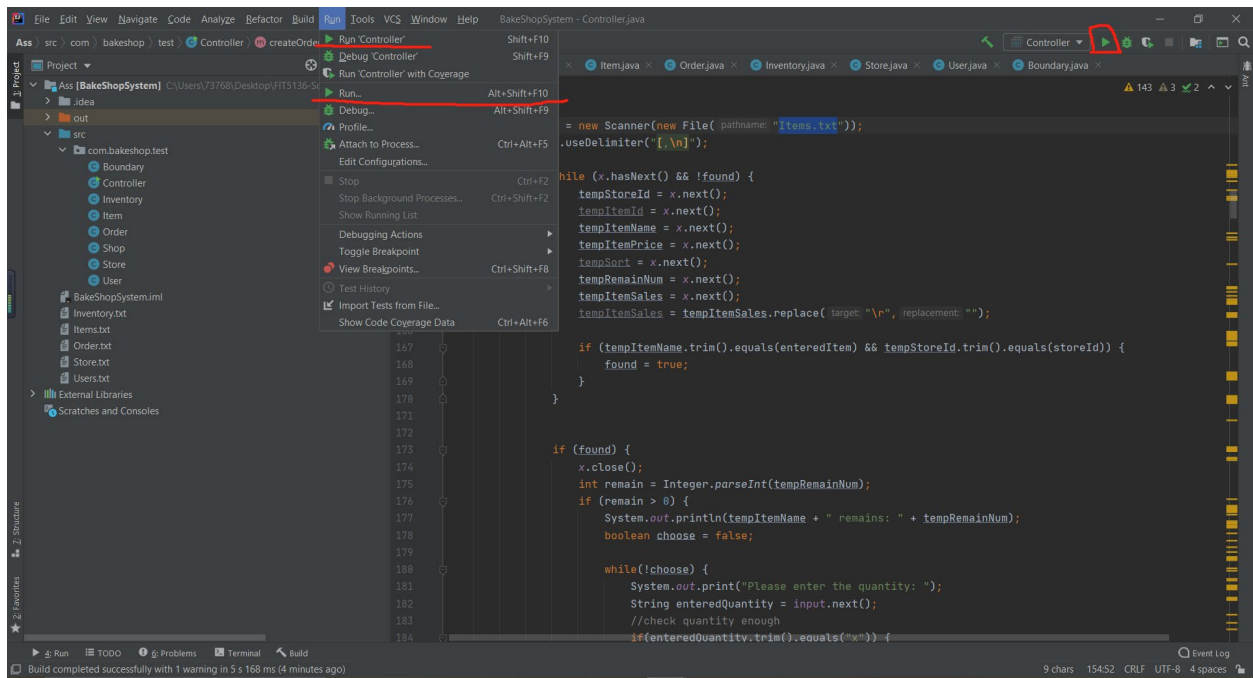 File Edit View Navigate Code Analyze Refactor Build Run Tools VCS Window Help BakeShopSystem - Controller.java
Ass src com bakeshop test Controller createOrde Controller
Project
Item.java Order.java Inventory.java Store.java User.java Boundary.java
Ass [BakeShopSystem] C:\Users\73768\Desktop\FIT5136-S
.idea
out
src
com.bakeshop.test
Boundary
Controller
Inventory
Item
Order
Shop
Store
User
BakeShopSystem.iml
Inventory.txt
Items.txt
Order.txt
Store.txt
Users.txt
External Libraries
Scratches and Consoles
Run 'Controller' Shift+F10
Debug 'Controller' Shift+F9
Run 'Controller' with Coverage
Run... Alt+Shift+F10
Debug... Alt+Shift+F9
Profile...
Attach to Process... Ctrl+Alt+F5
Edit Configurations...
Stop Ctrl+F2
Stop Background Processes... Ctrl+Shift+F2
Show Running List
Debugging Actions
Toggle Breakpoint
View Breakpoints... Ctrl+Shift+F8
Test History
Import Tests from File...
Show Code Coverage Data Ctrl+Alt+F6
143 3 2
= new Scanner(new File( pathname: "Items.txt"));
.useDelimiter("[,\n]");
hile (x.hasNext() && !found) {
tempStoreId = x.next();
tempItemId = x.next();
tempItemName = x.next();
tempItemPrice = x.next();
tempSort = x.next();
tempRemainNum = x.next();
tempItemSales = x.next();
tempItemSales = tempItemSales.replace( target: "\r", replacement: "");
167 if (tempItemName.trim().equals(enteredItem) && tempStoreId.trim().equals(storeId)) {
168 found = true;
169 }
170 }
171
172
173 if (found) {
174 x.close();
175 int remain = Integer.parseInt(tempRemainNum);
176 if (remain > 0) {
177 System.out.println(tempItemName + " remains: " + tempRemainNum);
178 boolean choose = false;
179
180 while(!choose) {
181 System.out.print("Please enter the quantity: ");
182 String enteredQuantity = input.next();
183 //check quantity enough
184 if(enteredQuantity.trim().equals("x")) {
1: Project
7: Structure
2: Favorites
Ant
4: Run TODO 6: Problems Terminal Build Event Log
Build completed successfully with 1 warning in 5 s 168 ms (4 minutes ago) 9 chars 154:52 CRLF UTF-8 4 spaces